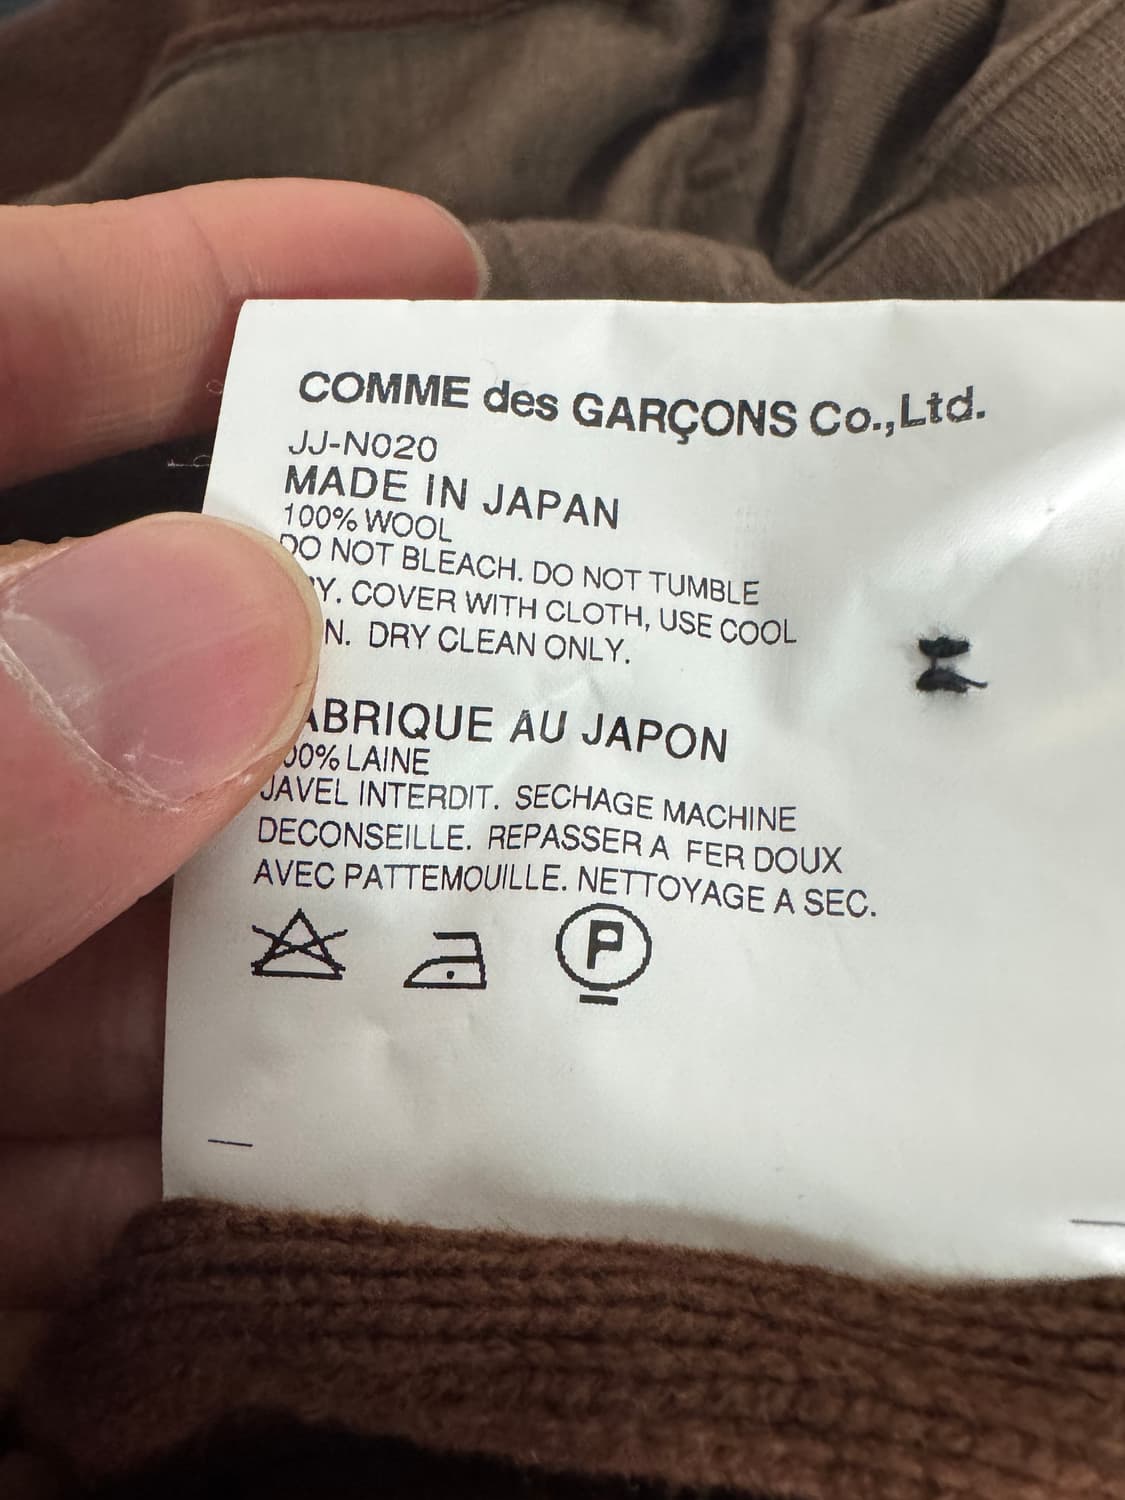 COMME des GARÇONS Co.,Ltd.
JJ-N020
MADE IN JAPAN
100% WOOL
DO NOT BLEACH. DO NOT TUMBLE
COVER WITH CLOTH, USE COOL
DRY CLEAN ONLY.
AU JAPON
LAINE
JAVEL INTERDIT. SECHAGE MACHINE
DECONSEILLE. REPASSER A FER DOUX
AVEC PATTEMOUILLE. NETTOYAGE A SEC.
P